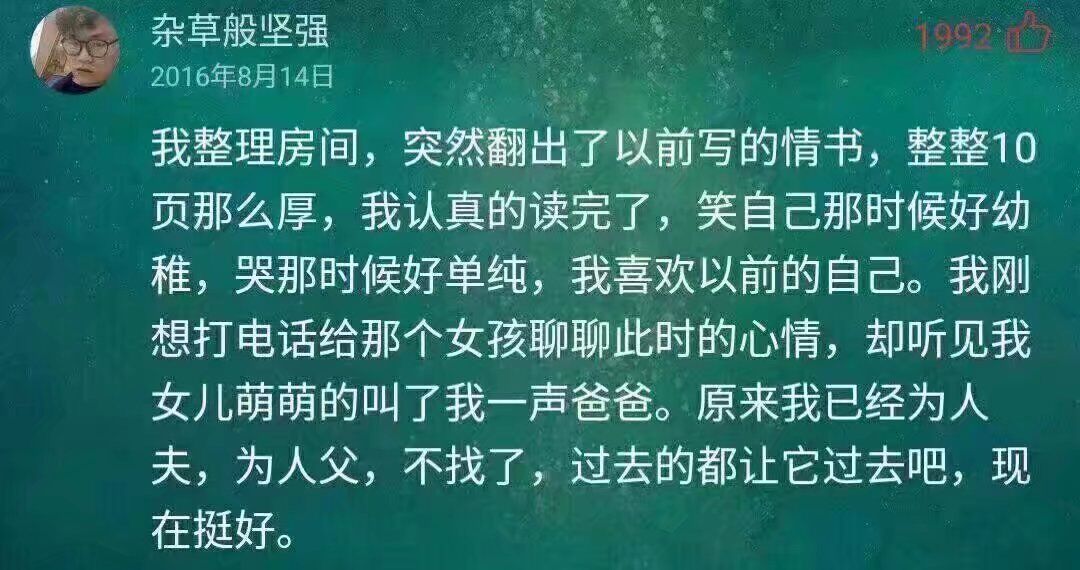 杂草般坚强
1992
2016年8月14日
我整理房间，突然翻出了以前写的情书，整整10
页那么厚，我认真的读完了，笑自己那时候好幼
稚，哭那时候好单纯，我喜欢以前的自己。我刚
想打电话给那个女孩聊聊此时的心情，却听见我
女儿萌萌的叫了我一声爸爸。原来我已经为人
夫，为人父，不找了，过去的都让它过去吧，现
在挺好。